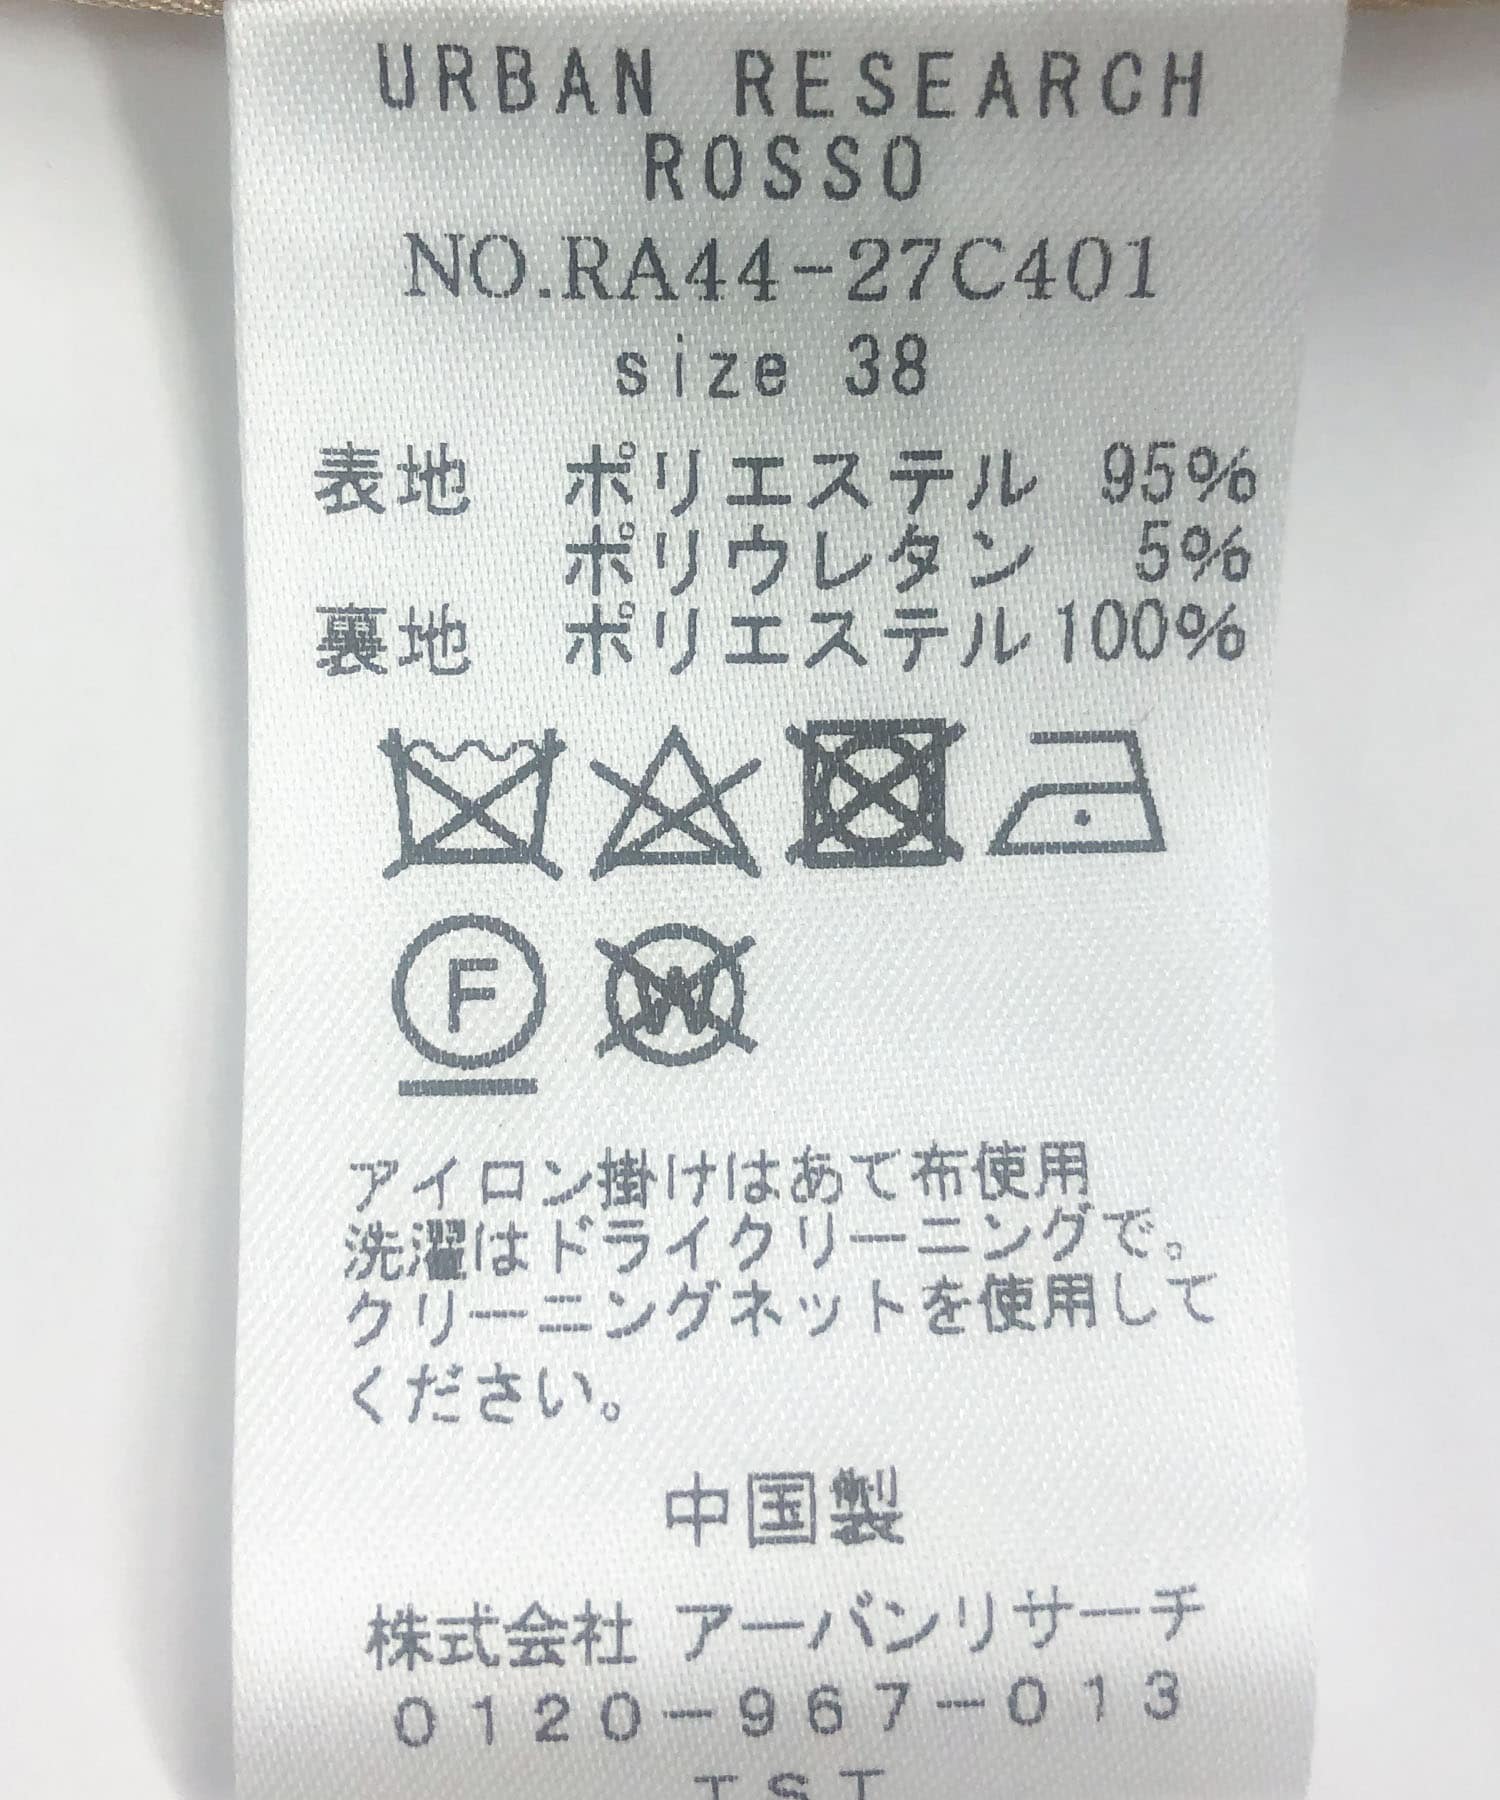 URBAN RESEARCH
ROSSO
NO.RA44-27C401
size 38
表地 ポリエステル 95%
ポリウレタン 5%
裏地 ポリエステル 100%
F
W
アイロン掛けはあて布使用
洗濯はドライクリーニングで。
クリーニングネットを使用して
ください。
中国製
株式会社 アーバンリサーチ
0120-967-013
TST